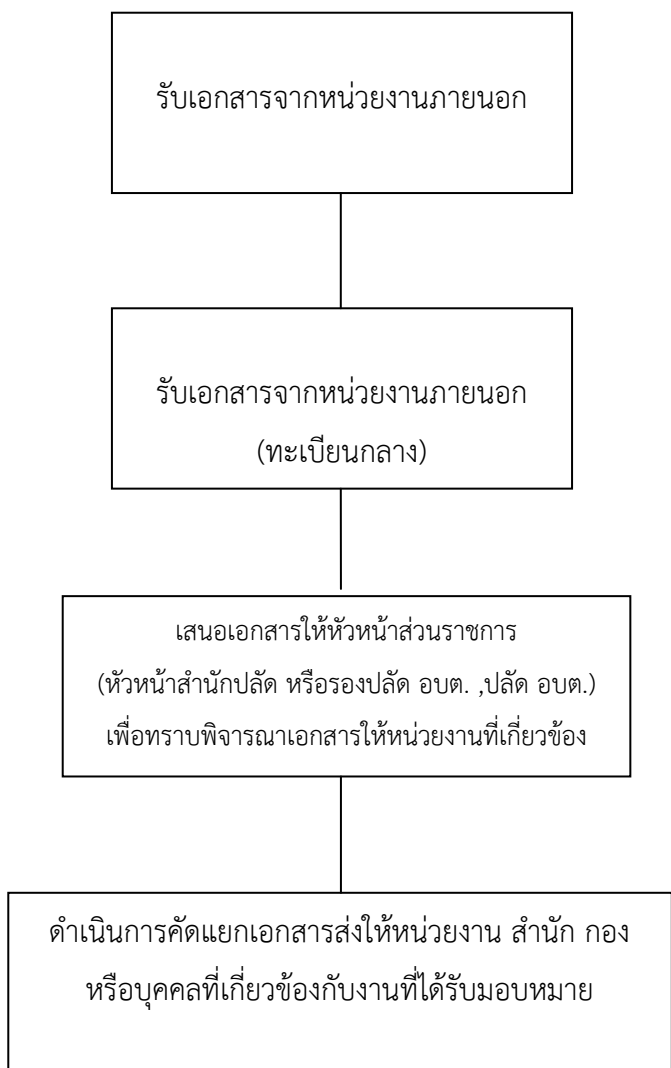 รับเอกสารจากหน่วยงานภายนอก
รับเอกสารจากหน่วยงานภายนอก
(ทะเบียนกลาง)
เสนอเอกสารให้หัวหน้าส่วนราชการ
(หัวหน้าสำนักปลัด หรือรองปลัด อบต. ,ปลัด อบต.)
เพื่อทราบพิจารณาเอกสารให้หน่วยงานที่เกี่ยวข้อง
ดำเนินการคัดแยกเอกสารส่งให้หน่วยงาน สำนัก กอง
หรือบุคคลที่เกี่ยวข้องกับงานที่ได้รับมอบหมาย